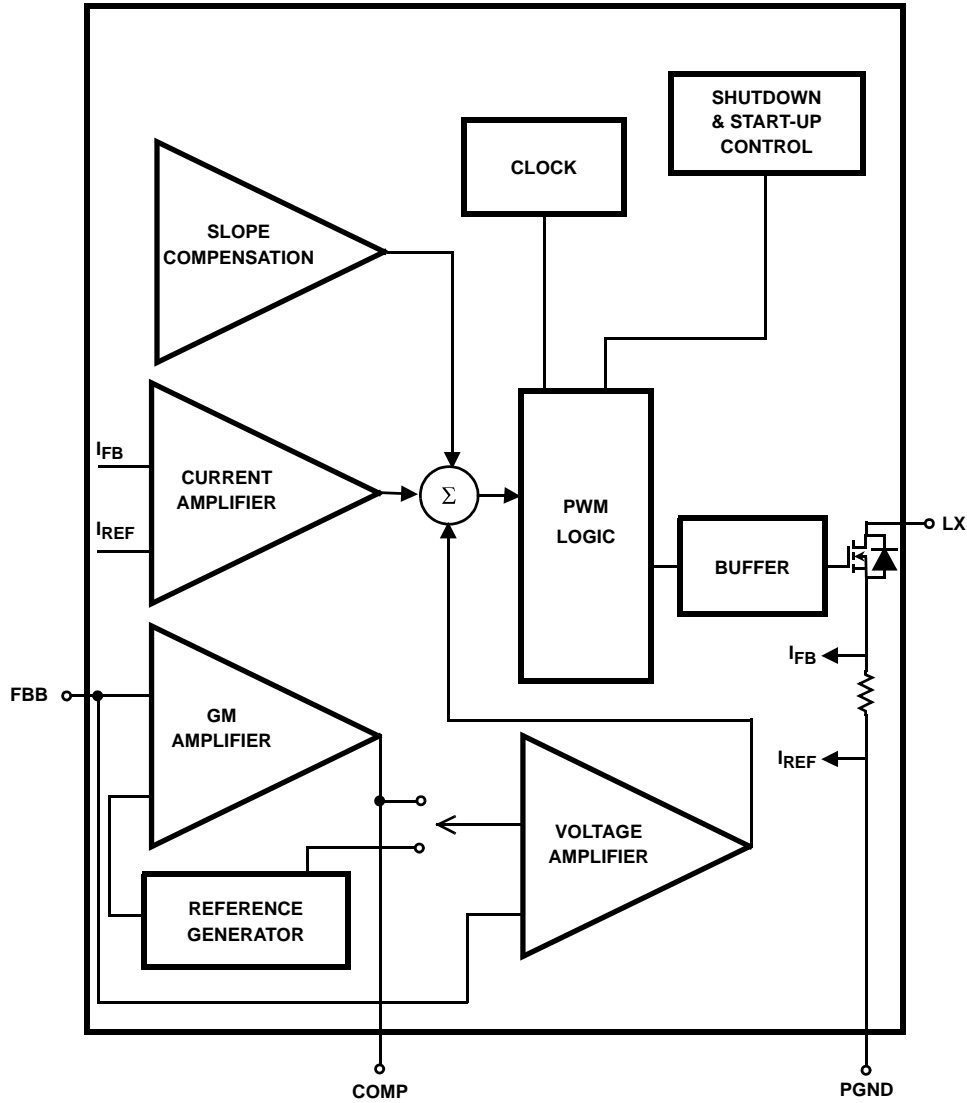 SHUTDOWN
& START-UP
CONTROL
CLOCK
SLOPE
COMPENSATION
IFB
CURRENT
AMPLIFIER
IREF
Σ
PWM
LOGIC
LX
BUFFER
IFB
FBB
GM
AMPLIFIER
IREF
VOLTAGE
AMPLIFIER
REFERENCE
GENERATOR
COMP
PGND